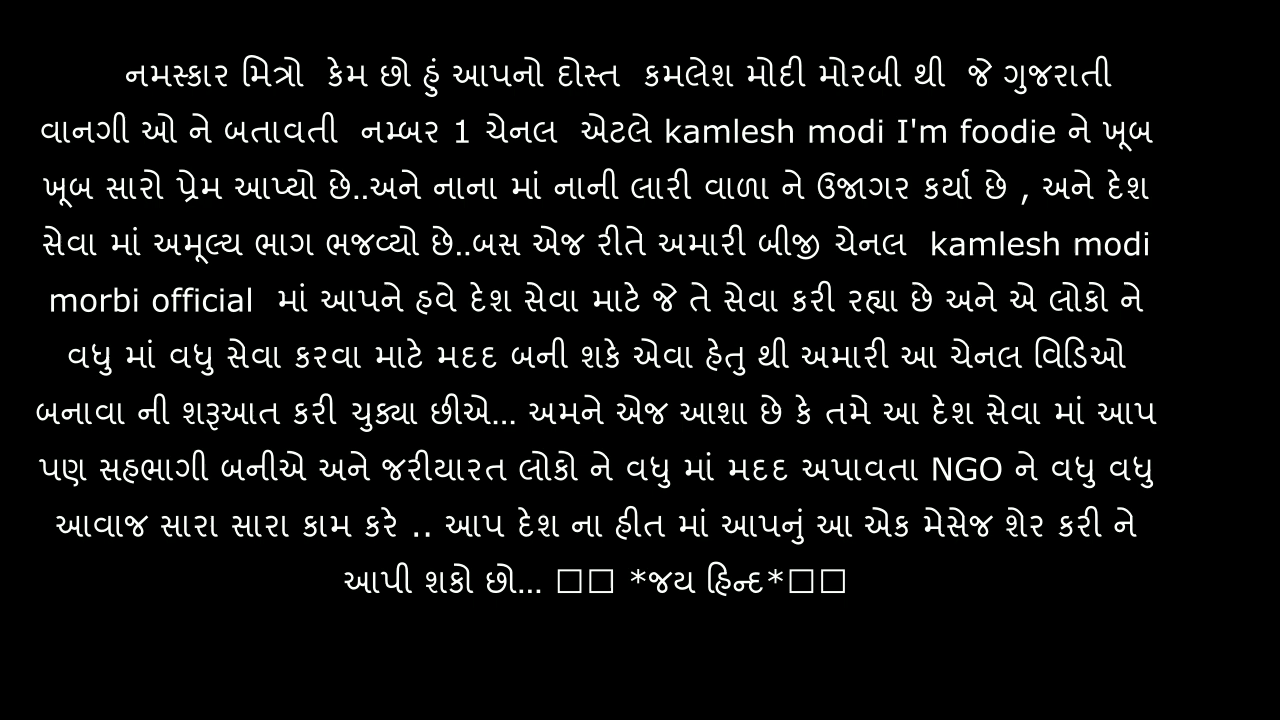 નમસ્કાર મિત્રો  કેમ છો હું આપનો દોસ્ત  કમલેશ મોદી મોરબી થી  જે ગુજરાતી
વાનગી ઓ ને બતાવતી  નમ્બર 1 ચેનલ  એટલે kamlesh modi I'm foodie ને ખૂબ
ખૂબ સારો પ્રેમ આપ્યો છે..અને નાના માં નાની લારી વાળા ને ઉજાગર કર્યા છે , અને દેશ
સેવા માં અમૂલ્ય ભાગ ભજવ્યો છે..બસ એજ રીતે અમારી બીજી ચેનલ  kamlesh modi
morbi official  માં આપને હવે દેશ સેવા માટે જે તે સેવા કરી રહ્યા છે અને એ લોકો ને
વધુ માં વધુ સેવા કરવા માટે મદદ બની શકે એવા હેતુ થી અમારી આ ચેનલ વિડિઓ
બનાવા ની શરૂઆત કરી ચુક્યા છીએ... અમને એજ આશા છે કે તમે આ દેશ સેવા માં આપ
પણ સહભાગી બનીએ અને જરીયારત લોકો ને વધુ માં મદદ અપાવતા NGO ને વધુ વધુ
આવાજ સારા સારા કામ કરે .. આપ દેશ ના હીત માં આપનું આ એક મેસેજ શેર કરી ને
આપી શકો છો... □□ *જય હિન્દ*□□